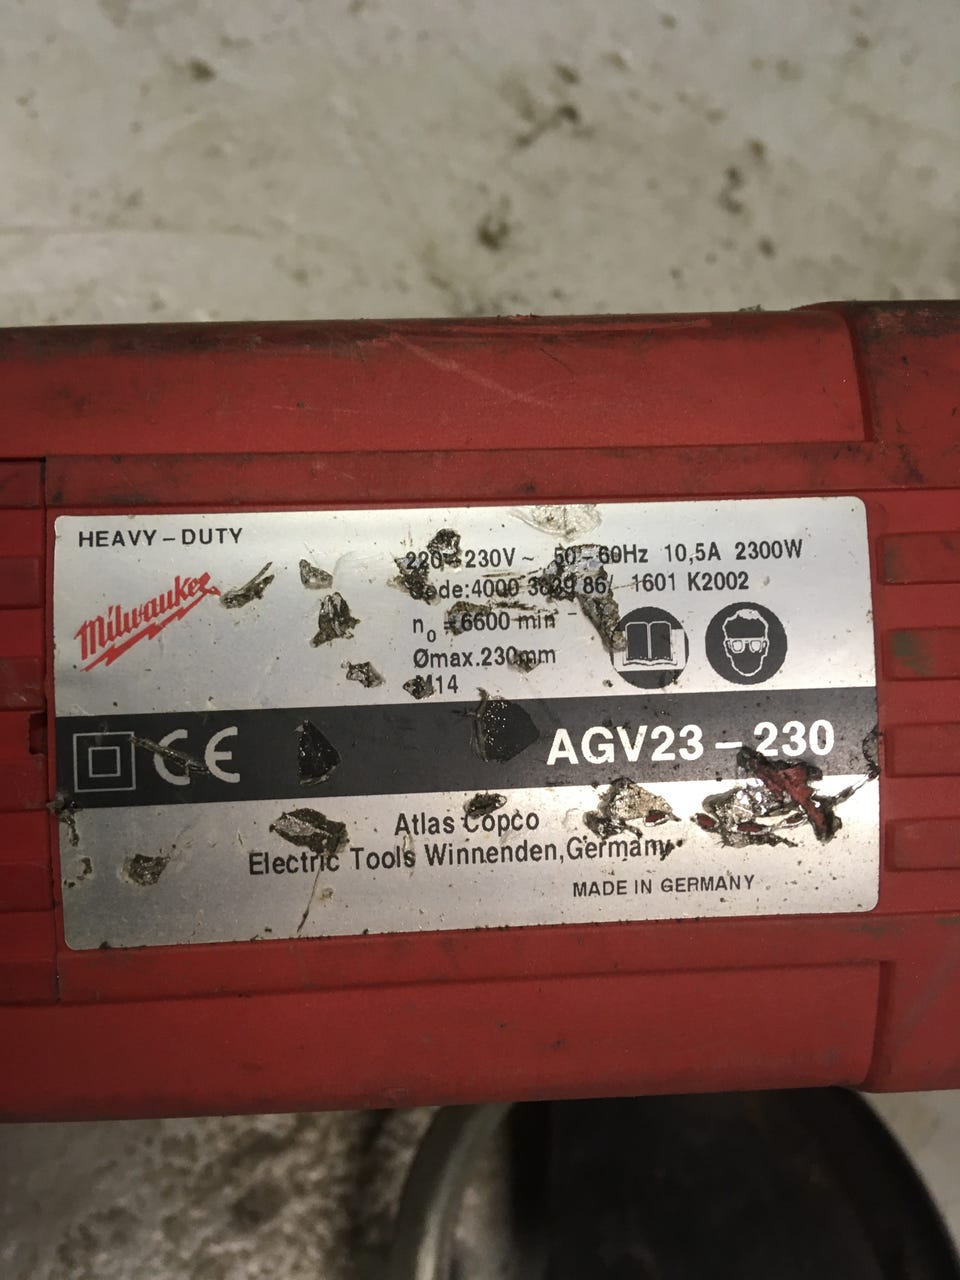 HEAVY-DUTY
Milwaukee
220-230V~ 50-60Hz 10,5A 2300W
Code:4000 86/ 1601 K2002
n₀ = 6600 min⁻
Ømax.230mm
M14
CE
AGV23-230
Atlas Copco
Electric Tools Winnenden,Germany
MADE IN GERMANY